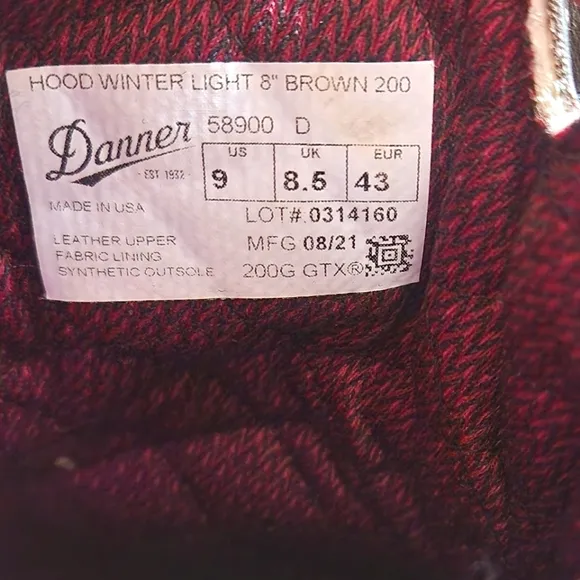 HOOD WINTER LIGHT 8" BROWN 200
Danner
- EST 1932 -
58900 D
US UK EUR
9 8.5 43
MADE IN USA
LOT#.0314160
LEATHER UPPER
FABRIC LINING
SYNTHETIC OUTSOLE
MFG 08/21
200G GTX®